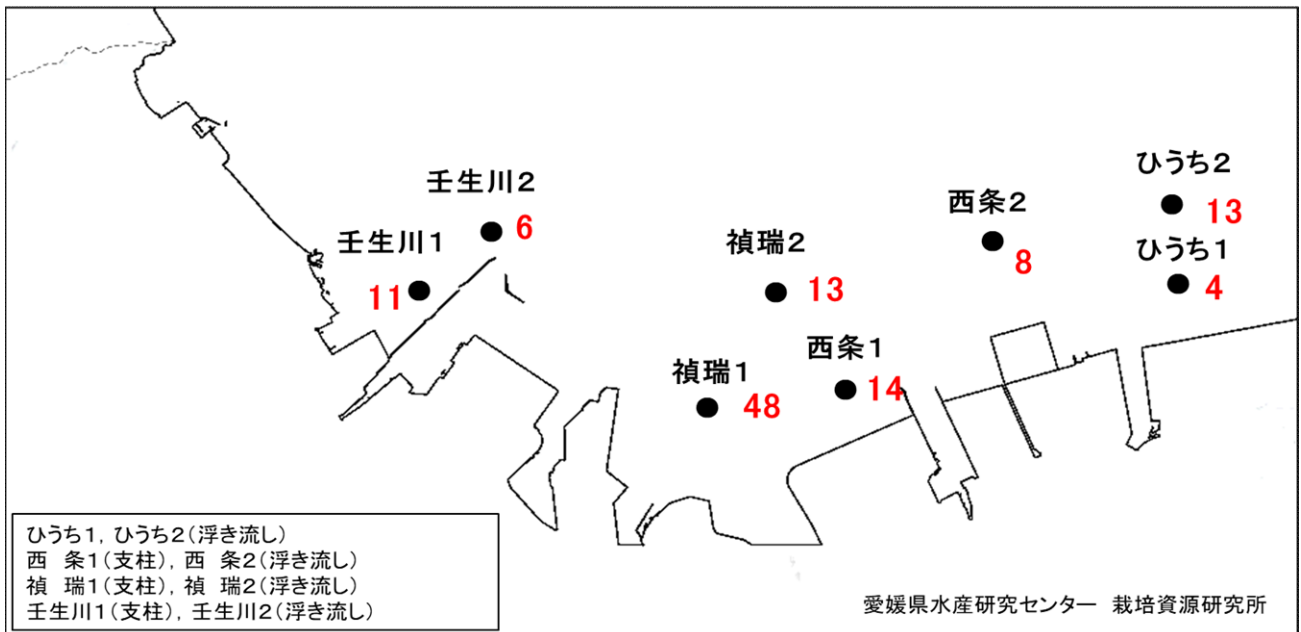 ひうち2
壬生川2
13
西条2
6
壬生川1
禎瑞2
ひうち1
8
11
13
4
西条1
禎瑞1
14
48
ひうち1, ひうち2(浮き流し)
西 条1(支柱), 西 条2(浮き流し)
禎 瑞1(支柱), 禎 瑞2(浮き流し)
壬生川1(支柱), 壬生川2(浮き流し)
愛媛県水産研究センター 栽培資源研究所